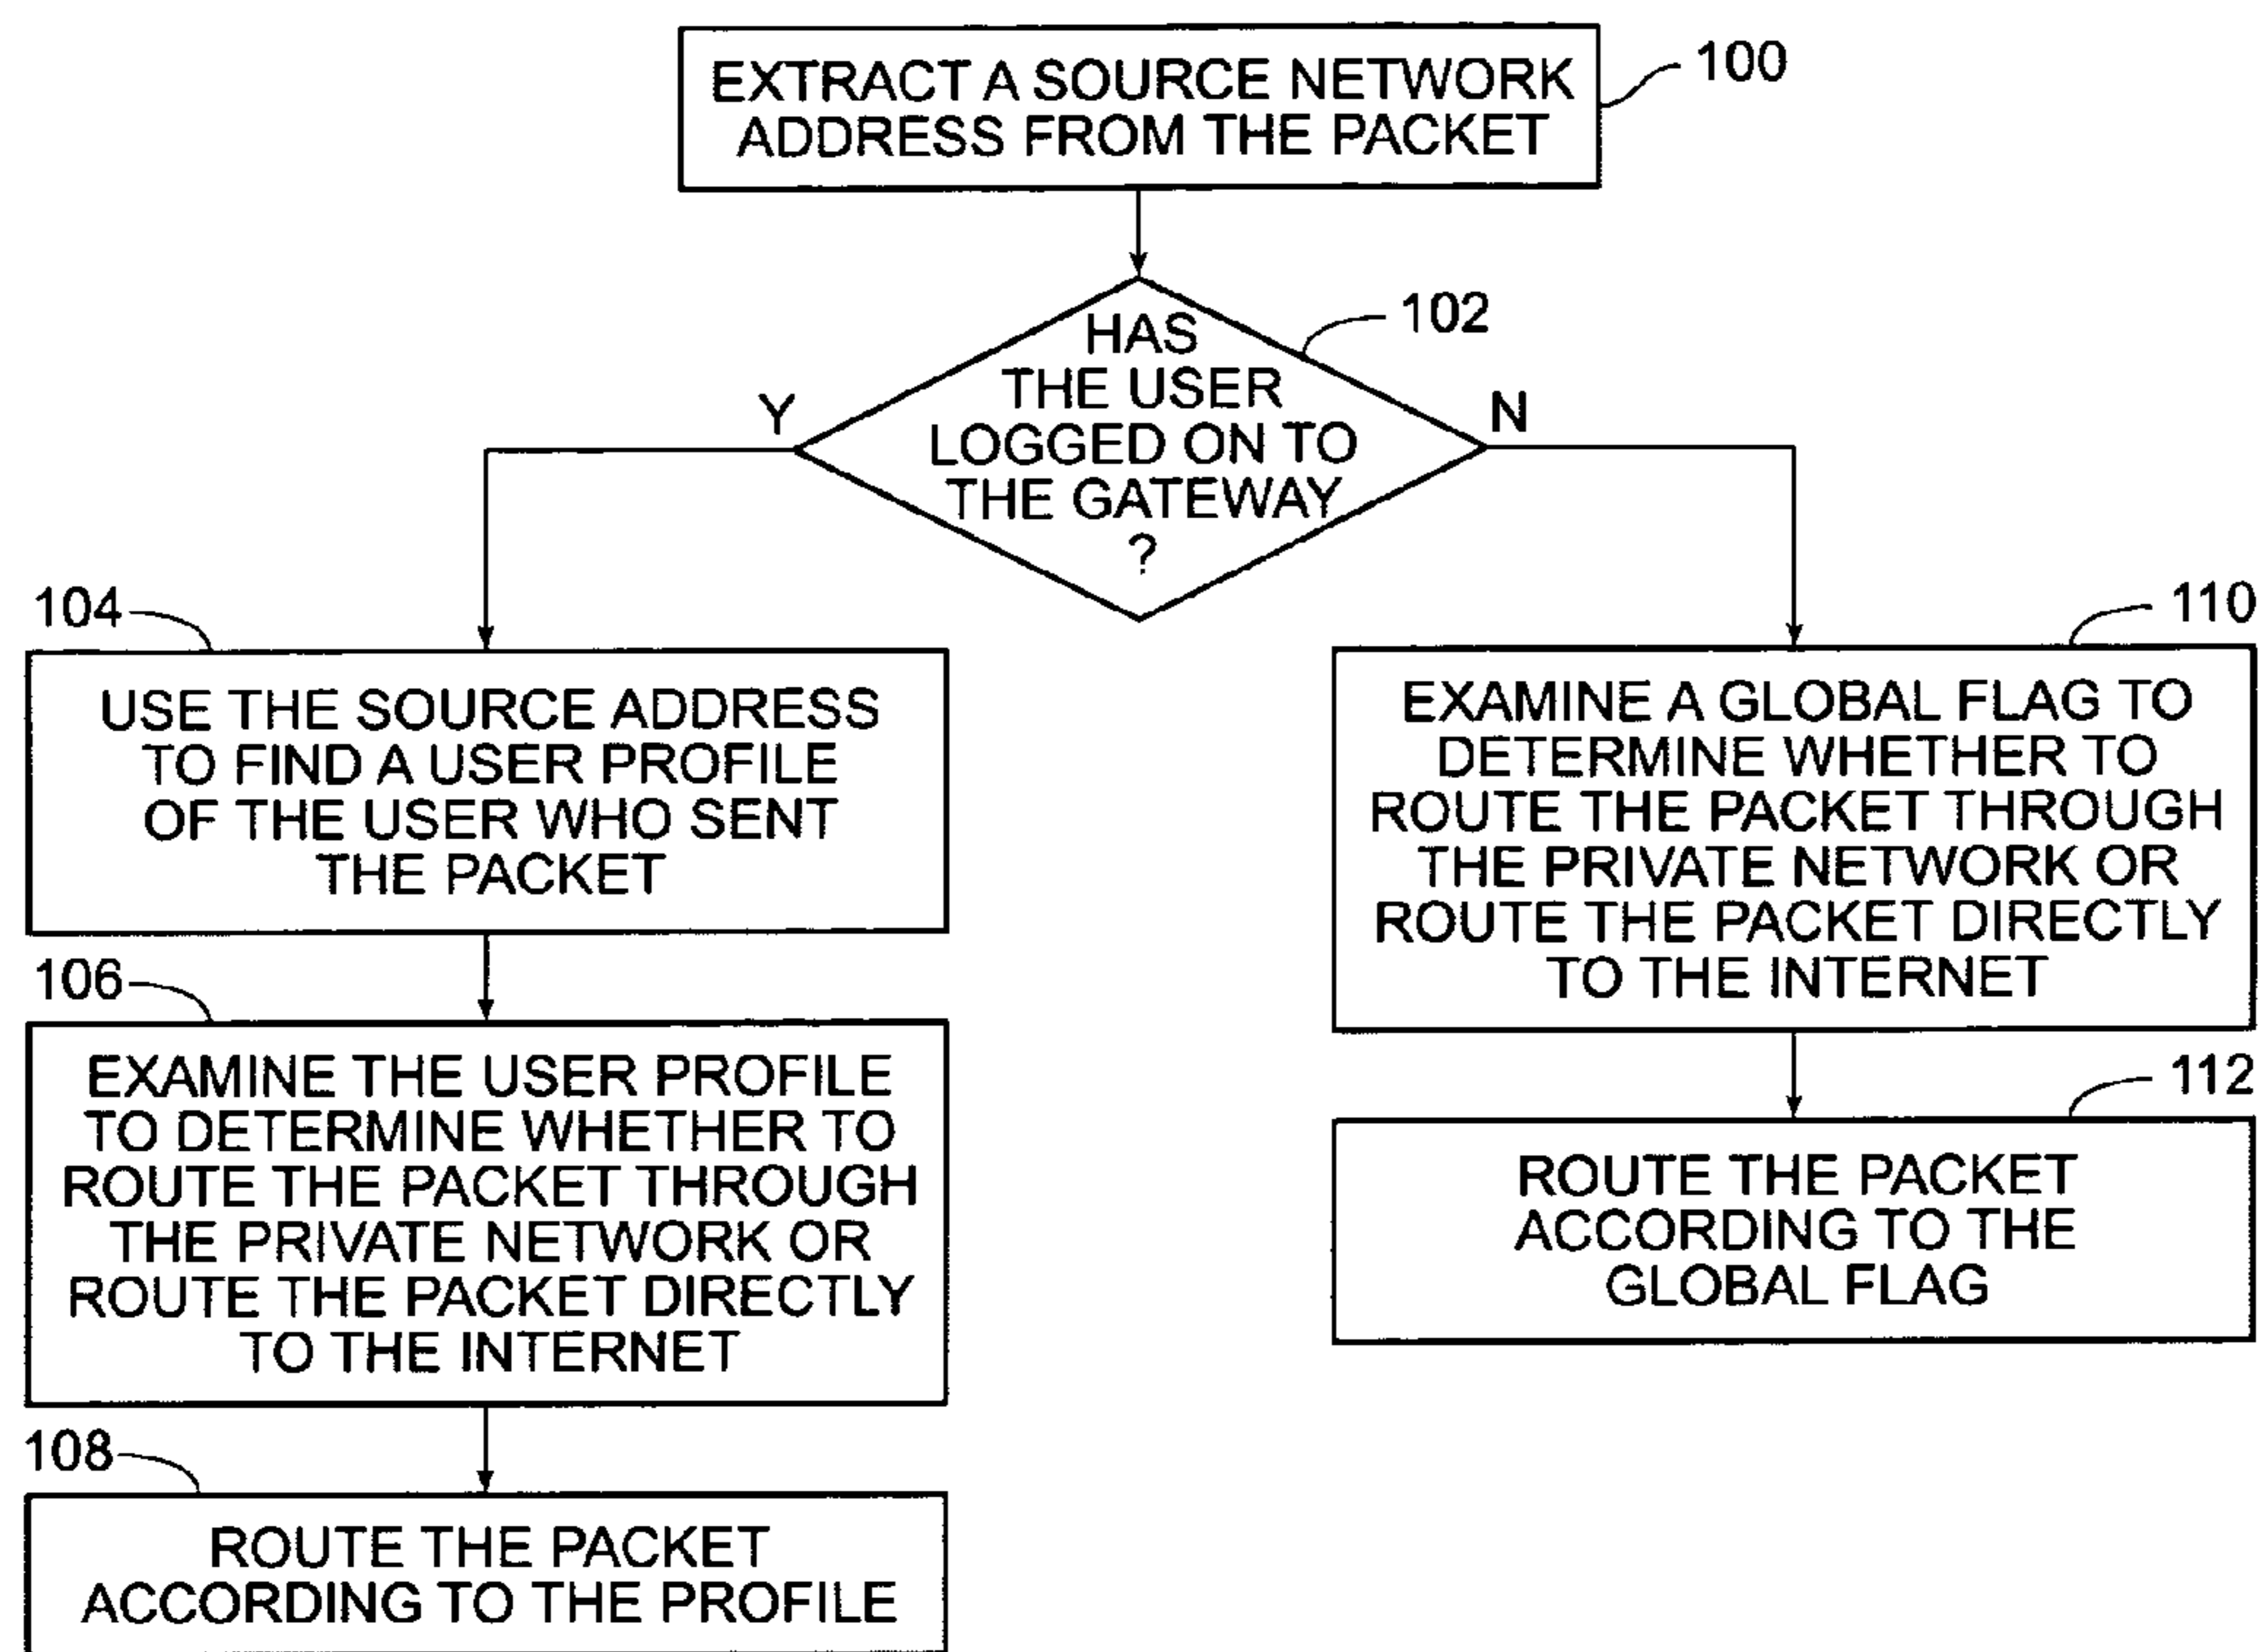 EXTRACT A SOURCE NETWORK
ADDRESS FROM THE PACKET
100
HAS
THE USER
LOGGED ON TO
THE GATEWAY
?
102
Y
N
104
USE THE SOURCE ADDRESS
TO FIND A USER PROFILE
OF THE USER WHO SENT
THE PACKET
106
EXAMINE THE USER PROFILE
TO DETERMINE WHETHER TO
ROUTE THE PACKET THROUGH
THE PRIVATE NETWORK OR
ROUTE THE PACKET DIRECTLY
TO THE INTERNET
108
ROUTE THE PACKET
ACCORDING TO THE PROFILE
110
EXAMINE A GLOBAL FLAG TO
DETERMINE WHETHER TO
ROUTE THE PACKET THROUGH
THE PRIVATE NETWORK OR
ROUTE THE PACKET DIRECTLY
TO THE INTERNET
112
ROUTE THE PACKET
ACCORDING TO THE
GLOBAL FLAG